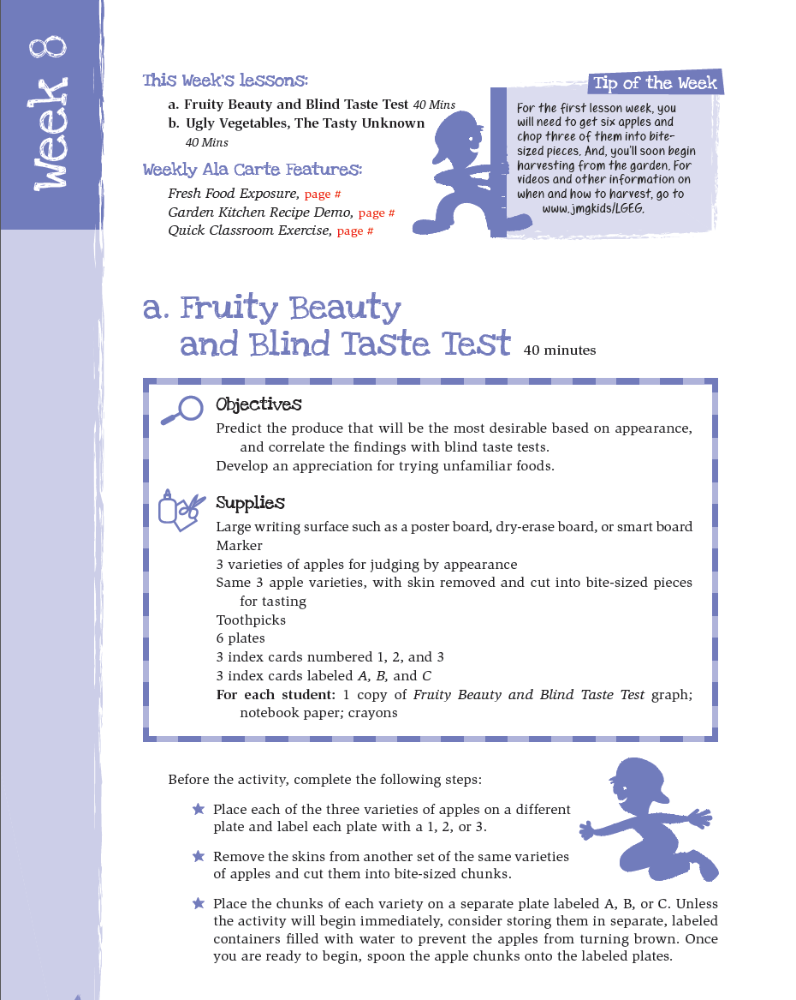 Week 8
This Week's lessons:
a. Fruity Beauty and Blind Taste Test 40 Mins
b. Ugly Vegetables, The Tasty Unknown
40 Mins
Weekly Ala Carte Features:
Fresh Food Exposure, page #
Garden Kitchen Recipe Demo, page #
Quick Classroom Exercise, page #
Tip of the Week
For the first lesson week, you
will need to get six apples and
chop three of them into bite-
sized pieces. And, you'll soon begin
harvesting from the garden. For
videos and other information on
when and how to harvest, go to
www.jmgkids/LGEG.
a. Fruity Beauty
and Blind Taste Test 40 minutes
Objectives
Predict the produce that will be the most desirable based on appearance,
and correlate the findings with blind taste tests.
Develop an appreciation for trying unfamiliar foods.
Supplies
Large writing surface such as a poster board, dry-erase board, or smart board
Marker
3 varieties of apples for judging by appearance
Same 3 apple varieties, with skin removed and cut into bite-sized pieces
for tasting
Toothpicks
6 plates
3 index cards numbered 1, 2, and 3
3 index cards labeled A, B, and C
For each student: 1 copy of Fruity Beauty and Blind Taste Test graph;
notebook paper; crayons
Before the activity, complete the following steps:
Place each of the three varieties of apples on a different
plate and label each plate with a 1, 2, or 3.
Remove the skins from another set of the same varieties
of apples and cut them into bite-sized chunks.
Place the chunks of each variety on a separate plate labeled A, B, or C. Unless
the activity will begin immediately, consider storing them in separate, labeled
containers filled with water to prevent the apples from turning brown. Once
you are ready to begin, spoon the apple chunks onto the labeled plates.